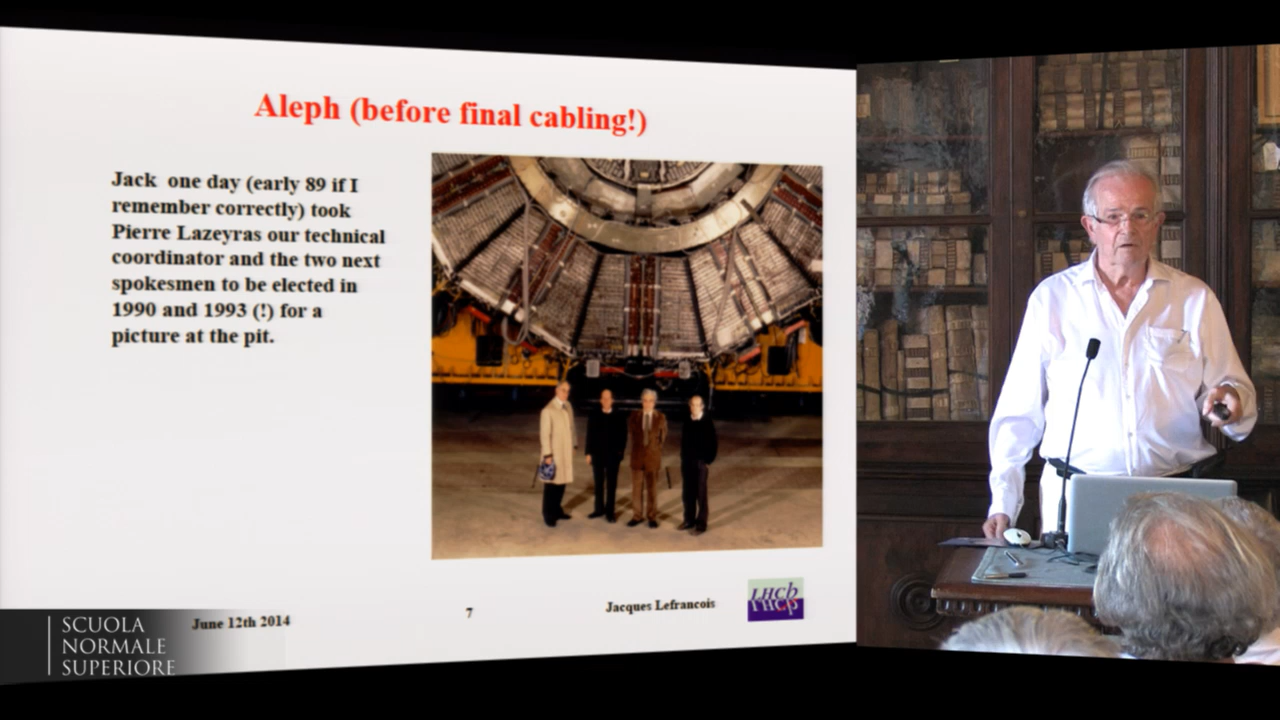 Aleph (before final cabling!)
Jack one day (early 89 if I
remember correctly) took
Pierre Lazeyras our technical
coordinator and the two next
spokesmen to be elected in
1990 and 1993 (!) for a
picture at the pit.
June 12th 2014
7
Jacques Lefrancois
LHCb
LHCp
SCUOLA
NORMALE
SUPERIORE